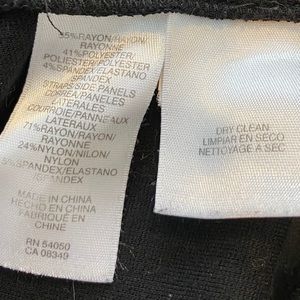 55%RAYON/RAYON/
RAYONNE
41%POLYESTER/
POLIÉSTER/POLYESTER
4%SPANDEX/ELASTANO
SPANDEX
STRAPS/SIDE PANELS
CORREA/PANELES
LATERALES
COURROIE/PANNEAUX
LATERAUX
71%RAYON/RAYON/
RAYONNE
24%NYLON/NILON/
NYLON
5%SPANDEX/ELASTANO
SPANDEX
MADE IN CHINA
HECHO EN CHINA
FABRIQUÉ EN
CHINE
RN 54050
CA 08349
DRY CLEAN
LIMPIAR EN SECO
NETTOYAGE A SEC